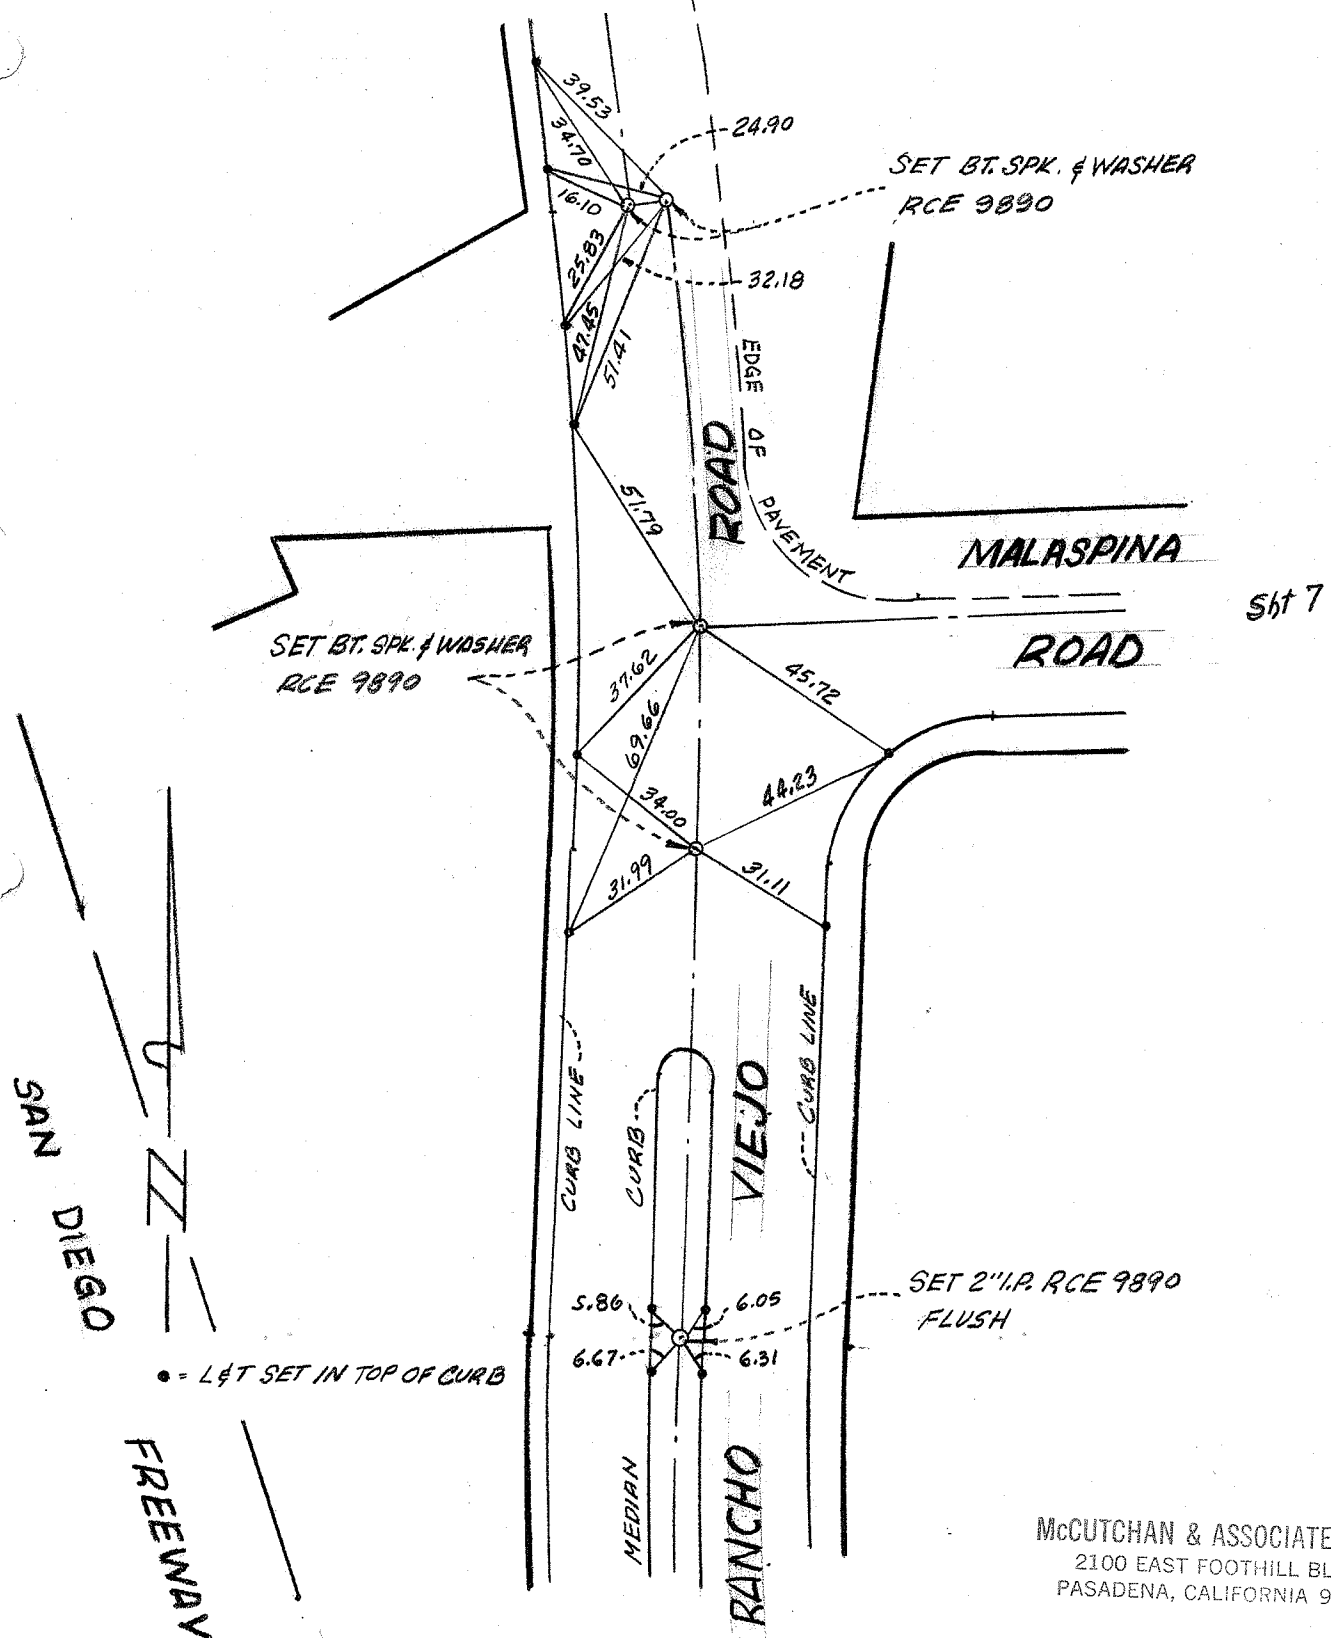 39.53
24.90
34.70
SET BT. SPK. & WASHER
RCE 9890
16.10
25.83
32.18
47.45
51.41
EDGE OF PAVEMENT
ROAD
51.79
MALASPINA
ROAD
Sht 7
SET BT. SPK. & WASHER
RCE 9890
37.62
45.72
69.66
34.00
44.23
31.99
31.11
CURB LINE
CURB
VIEJO
CURB LINE
SAN DIEGO
FREEWAY
N
5.86
6.05
SET 2" I.P. RCE 9890
FLUSH
6.67
6.31
● = L&T SET IN TOP OF CURB
MEDIAN
RANCHO
McCUTCHAN & ASSOCIATE
2100 EAST FOOTHILL BL
PASADENA, CALIFORNIA 9